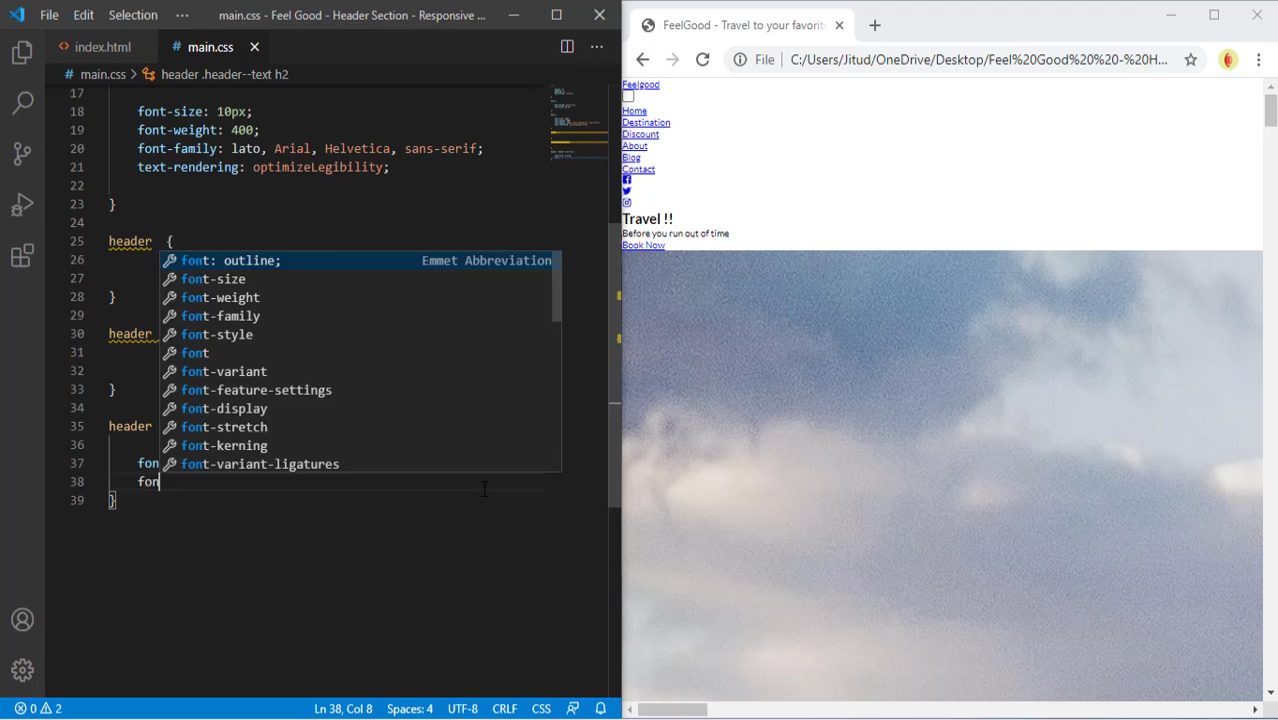 File Edit Selection ··· main.css - Feel Good - Header Section - Responsive ...
index.html main.css
main.css > header .header--text h2
17
18 font-size: 10px;
19 font-weight: 400;
20 font-family: lato, Arial, Helvetica, sans-serif;
21 text-rendering: optimizeLegibility;
22
23 }
24
25 header {
26 font: outline; Emmet Abbreviation
27 font-size
28 } font-weight
29 font-family
30 header font-style
31 font
32 font-variant
33 } font-feature-settings
34 font-display
35 header font-stretch
36 font-kerning
37 fon font-variant-ligatures
38 fon
39 }
0 2 Ln 38, Col 8 Spaces: 4 UTF-8 CRLF CSS
FeelGood - Travel to your favorit
File C:/Users/Jitud/OneDrive/Desktop/Feel%20Good%20%20-%20H...
Feelgood
Home
Destination
Discount
About
Blog
Contact
Travel !!
Before you run out of time
Book Now